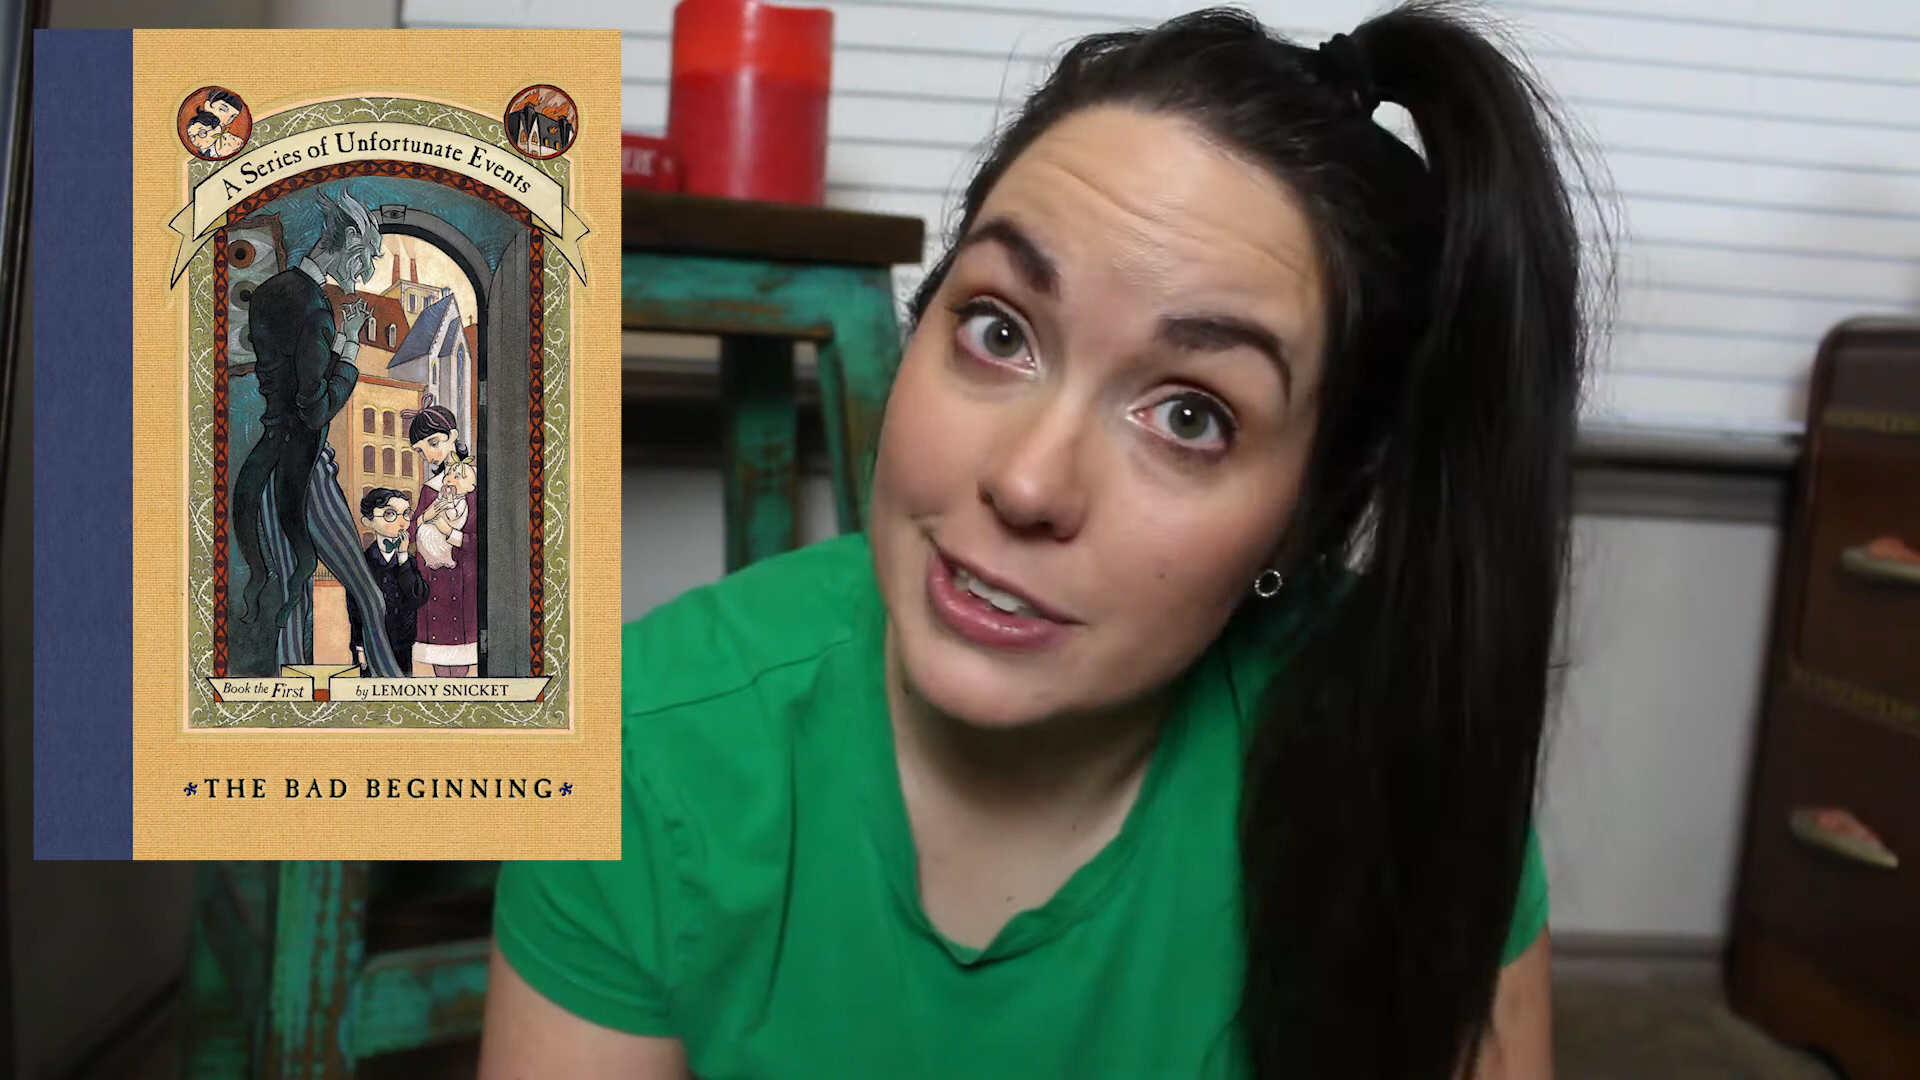 A Series of Unfortunate Events
Book the First
by LEMONY SNICKET
THE BAD BEGINNING